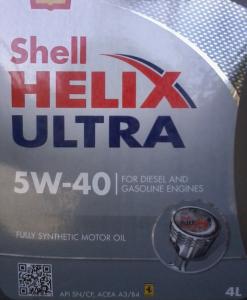 Shell
HELIX
ULTRA
5W-40
FOR DIESEL AND
GASOLINE ENGINES
FULLY SYNTHETIC MOTOR OIL
API SN/CF, ACEA A3/B4
4L